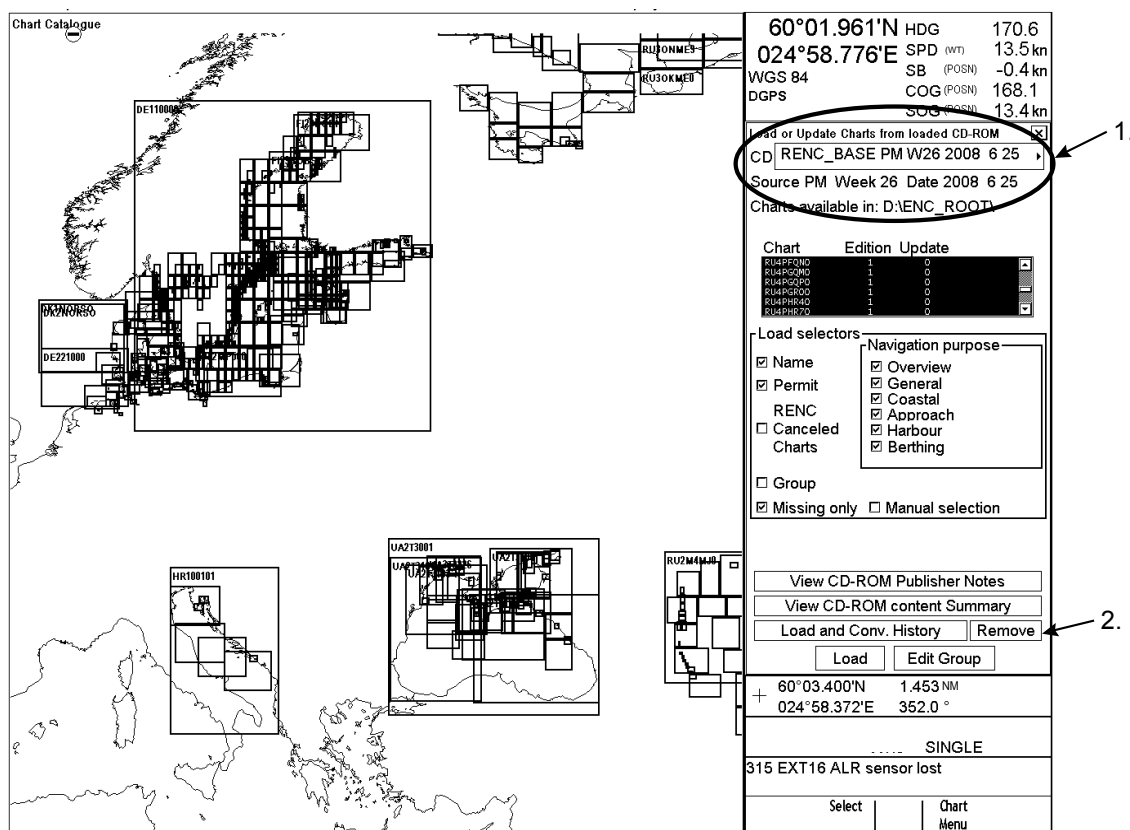 Chart Catalogue
RU3ONME3
RU3OKME0
DE110000
DE221000
HR100101
UA2T3001
RU2M4MJ0
60°01.961'N HDG 170.6
024°58.776'E SPD (WT) 13.5 kn
WGS 84 SB (POSN) -0.4 kn
DGPS COG (POSN) 168.1
SOG (POSN) 13.4 kn
Load or Update Charts from loaded CD-ROM
1.
CD RENC_BASE PM W26 2008 6 25
Source PM Week 26 Date 2008 6 25
Charts available in: D:\ENC_ROOT\
Chart Edition Update
RU4PFQN0 1 0
RU4PGQM0 1 0
RU4PGQP0 1 0
RU4PGRO0 1 0
RU4PHR40 1 0
RU4PHR70 1 0
Load selectors
Name
Permit
RENC
Canceled
Charts
Navigation purpose
Overview
General
Coastal
Approach
Harbour
Berthing
Group
Missing only Manual selection
View CD-ROM Publisher Notes
View CD-ROM content Summary
Load and Conv. History Remove
2.
Load Edit Group
60°03.400'N 1.453 NM
024°58.372'E 352.0 °
SINGLE
315 EXT16 ALR sensor lost
Select Chart
Menu